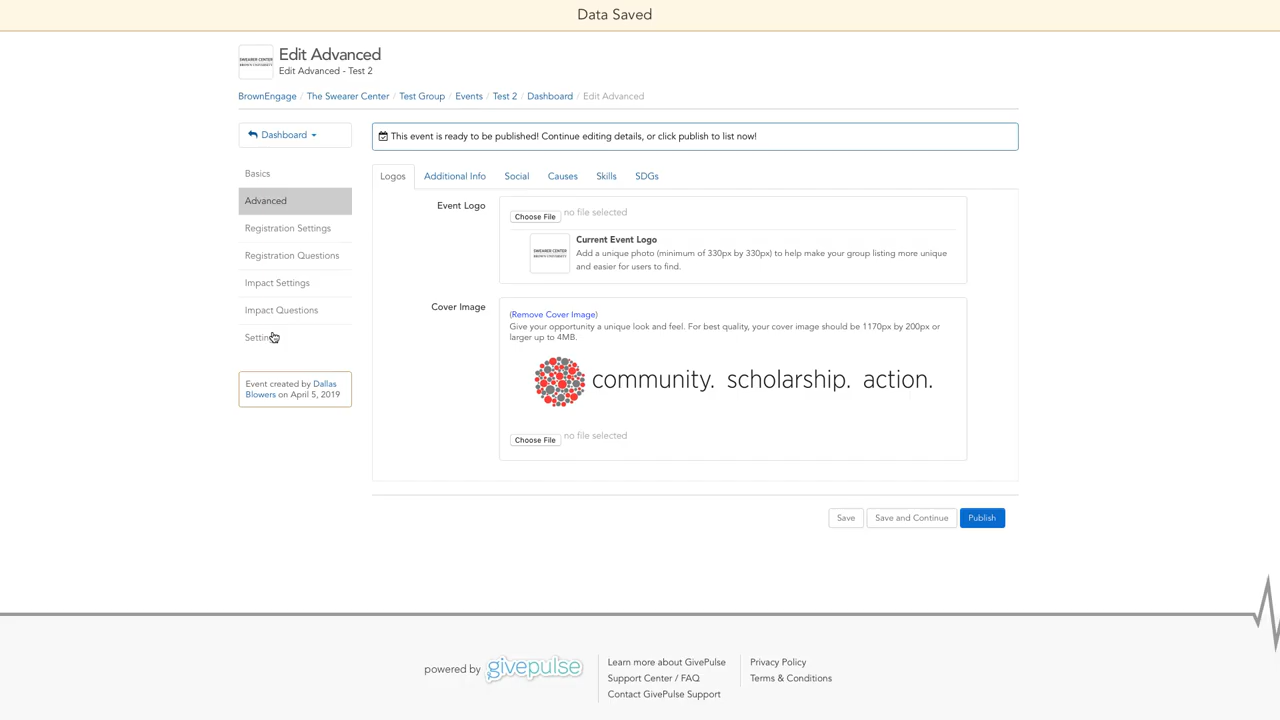 Data Saved
SWEARER CENTER
BROWN UNIVERSITY
Edit Advanced
Edit Advanced - Test 2
BrownEngage / The Swearer Center / Test Group / Events / Test 2 / Dashboard / Edit Advanced
Dashboard
Basics
Advanced
Registration Settings
Registration Questions
Impact Settings
Impact Questions
Event created by Dallas
Blowers on April 5, 2019
This event is ready to be published! Continue editing details, or click publish to list now!
Logos Additional Info Social Causes Skills SDGs
Event Logo
Choose File no file selected
SWEARER CENTER
BROWN UNIVERSITY
Current Event Logo
Add a unique photo (minimum of 330px by 330px) to help make your group listing more unique
and easier for users to find.
Cover Image
(Remove Cover Image)
Give your opportunity a unique look and feel. For best quality, your cover image should be 1170px by 200px or
larger up to 4MB.
community. scholarship. action.
Choose File no file selected
Save Save and Continue Publish
powered by givepulse
Learn more about GivePulse
Support Center / FAQ
Contact GivePulse Support
Privacy Policy
Terms & Conditions